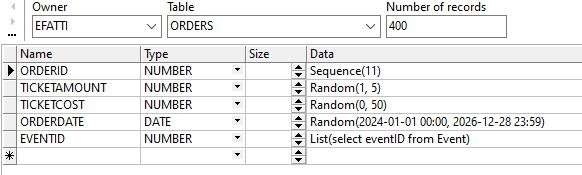 Owner Table Number of records
EFATTI ORDERS 400
...
Name Type Size Data
ORDERID NUMBER Sequence(11)
TICKETAMOUNT NUMBER Random(1, 5)
TICKETCOST NUMBER Random(0, 50)
ORDERDATE DATE Random(2024-01-01 00:00, 2026-12-28 23:59)
EVENTID NUMBER List(select eventID from Event)